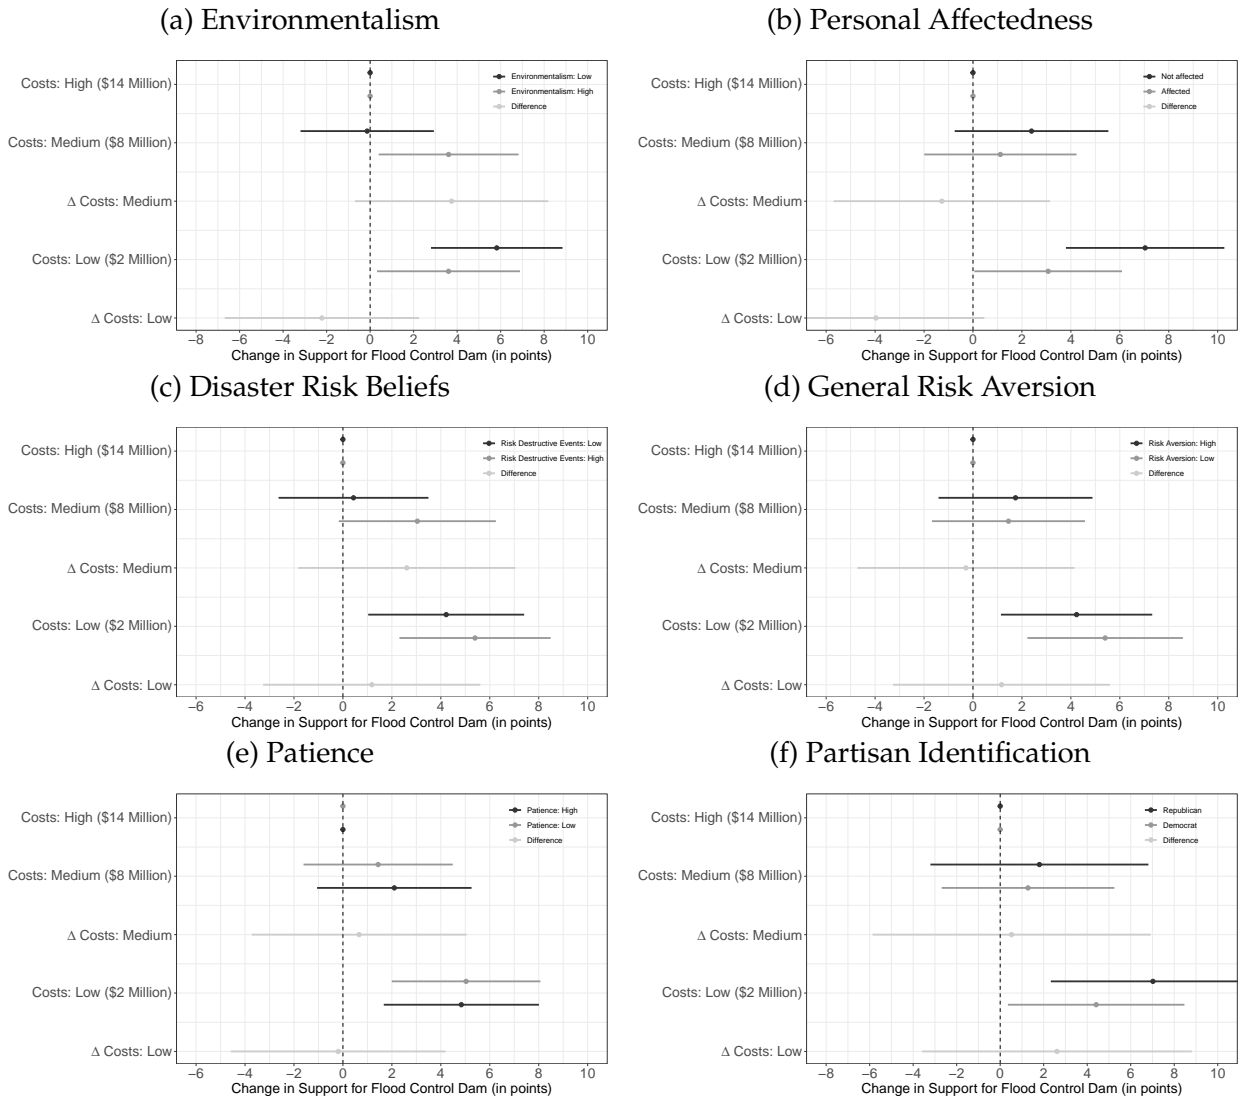 (a) Environmentalism
Costs: High ($14 Million)
Costs: Medium ($8 Million)
Δ Costs: Medium
Costs: Low ($2 Million)
Δ Costs: Low
Environmentalism: Low
Environmentalism: High
Difference
−8 −6 −4 −2 0 2 4 6 8 10
Change in Support for Flood Control Dam (in points)
(b) Personal Affectedness
Costs: High ($14 Million)
Costs: Medium ($8 Million)
Δ Costs: Medium
Costs: Low ($2 Million)
Δ Costs: Low
Not affected
Affected
Difference
−6 −4 −2 0 2 4 6 8 10
Change in Support for Flood Control Dam (in points)
(c) Disaster Risk Beliefs
Costs: High ($14 Million)
Costs: Medium ($8 Million)
Δ Costs: Medium
Costs: Low ($2 Million)
Δ Costs: Low
Risk Destructive Events: Low
Risk Destructive Events: High
Difference
−6 −4 −2 0 2 4 6 8 10
Change in Support for Flood Control Dam (in points)
(d) General Risk Aversion
Costs: High ($14 Million)
Costs: Medium ($8 Million)
Δ Costs: Medium
Costs: Low ($2 Million)
Δ Costs: Low
Risk Aversion: High
Risk Aversion: Low
Difference
−6 −4 −2 0 2 4 6 8 10
Change in Support for Flood Control Dam (in points)
(e) Patience
Costs: High ($14 Million)
Costs: Medium ($8 Million)
Δ Costs: Medium
Costs: Low ($2 Million)
Δ Costs: Low
Patience: High
Patience: Low
Difference
−6 −4 −2 0 2 4 6 8 10
Change in Support for Flood Control Dam (in points)
(f) Partisan Identification
Costs: High ($14 Million)
Costs: Medium ($8 Million)
Δ Costs: Medium
Costs: Low ($2 Million)
Δ Costs: Low
Republican
Democrat
Difference
−8 −6 −4 −2 0 2 4 6 8 10
Change in Support for Flood Control Dam (in points)